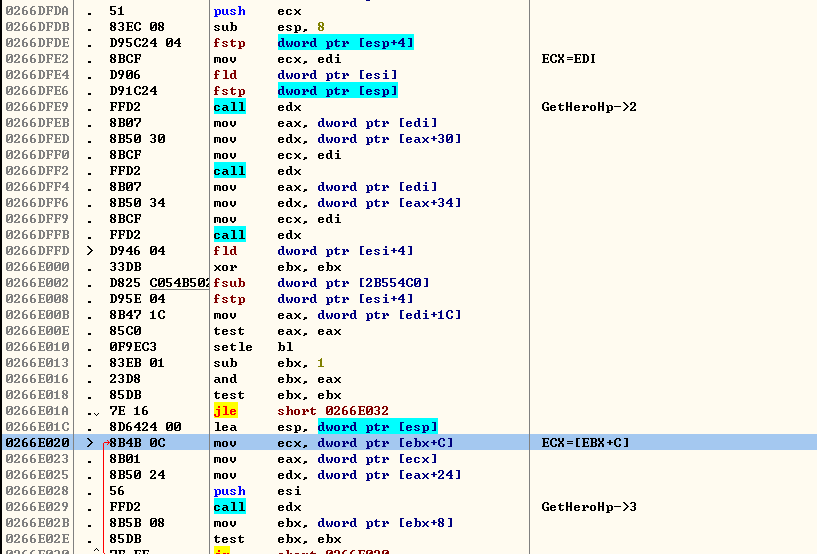 0266DFDA . 51 push ecx
0266DFDB . 83EC 08 sub esp, 8
0266DFDE . D95C24 04 fstp dword ptr [esp+4]
0266DFE2 . 8BCF mov ecx, edi ECX=EDI
0266DFE4 . D906 fld dword ptr [esi]
0266DFE6 . D91C24 fstp dword ptr [esp]
0266DFE9 . FFD2 call edx GetHeroHp->2
0266DFEB . 8B07 mov eax, dword ptr [edi]
0266DFED . 8B50 30 mov edx, dword ptr [eax+30]
0266DFF0 . 8BCF mov ecx, edi
0266DFF2 . FFD2 call edx
0266DFF4 . 8B07 mov eax, dword ptr [edi]
0266DFF6 . 8B50 34 mov edx, dword ptr [eax+34]
0266DFF9 . 8BCF mov ecx, edi
0266DFFB . FFD2 call edx
0266DFFD > D946 04 fld dword ptr [esi+4]
0266E000 . 33DB xor ebx, ebx
0266E002 . D825 C054B502 fsub dword ptr [2B554C0]
0266E008 . D95E 04 fstp dword ptr [esi+4]
0266E00B . 8B47 1C mov eax, dword ptr [edi+1C]
0266E00E . 85C0 test eax, eax
0266E010 . 0F9EC3 setle bl
0266E013 . 83EB 01 sub ebx, 1
0266E016 . 23D8 and ebx, eax
0266E018 . 85DB test ebx, ebx
0266E01A . 7E 16 jle short 0266E032
0266E01C . 8D6424 00 lea esp, dword ptr [esp]
0266E020 > 8B4B 0C mov ecx, dword ptr [ebx+C] ECX=[EBX+C]
0266E023 . 8B01 mov eax, dword ptr [ecx]
0266E025 . 8B50 24 mov edx, dword ptr [eax+24]
0266E028 . 56 push esi
0266E029 . FFD2 call edx GetHeroHp->3
0266E02B . 8B5B 08 mov ebx, dword ptr [ebx+8]
0266E02E . 85DB test ebx, ebx